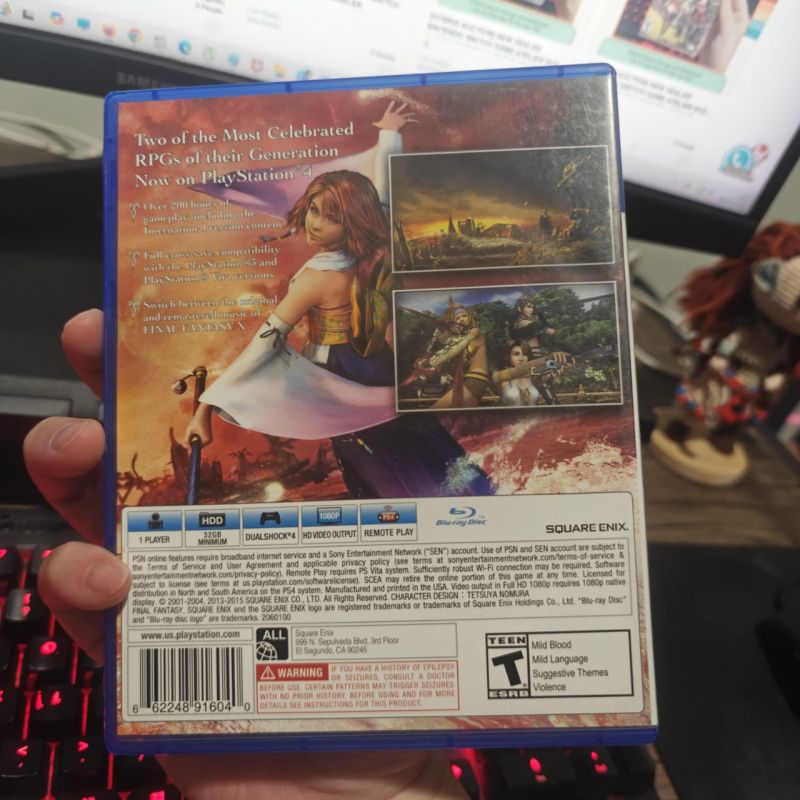 SAMSUNG
Two of the Most Celebrated
RPGs of their Generation
Now on PlayStation®4
Over 200 hours of
gameplay, including the
International version content
Full cross-save compatibility
with the PlayStation®3 and
PlayStation® Vita versions
Switch between the original
and remastered music of
FINAL FANTASY X
1 PLAYER
HDD
32GB
MINIMUM
DUALSHOCK®4
1080P
HD VIDEO OUTPUT
PS4
REMOTE PLAY
Blu-ray Disc™
SQUARE ENIX.
PSN online features require broadband internet service and a Sony Entertainment Network ("SEN") account. Use of PSN and SEN account are subject to
the Terms of Service and User Agreement and applicable privacy policy (see terms at sonyentertainmentnetwork.com/terms-of-service &
sonyentertainmentnetwork.com/privacy-policy). Remote Play requires PS Vita system. Sufficiently robust Wi-Fi connection may be required. Software
subject to license (see terms at us.playstation.com/softwarelicense). SCEA may retire the online portion of this game at any time. Licensed for
distribution in North and South America on the PS4 system. Manufactured and printed in the USA. Video output in Full HD 1080p requires 1080p native
display. © 2001-2004, 2013-2015 SQUARE ENIX CO., LTD. All Rights Reserved. CHARACTER DESIGN : TETSUYA NOMURA
FINAL FANTASY, SQUARE ENIX and the SQUARE ENIX logo are registered trademarks or trademarks of Square Enix Holdings Co., Ltd. "Blu-ray Disc"
and "Blu-ray disc logo" are trademarks. 2060100
www.us.playstation.com
ALL
Square Enix
999 N. Sepulveda Blvd, 3rd Floor
El Segundo, CA 90245
WARNING IF YOU HAVE A HISTORY OF EPILEPSY
OR SEIZURES, CONSULT A DOCTOR
BEFORE USE. CERTAIN PATTERNS MAY TRIGGER SEIZURES
WITH NO PRIOR HISTORY. BEFORE USING AND FOR MORE
DETAILS SEE INSTRUCTIONS FOR THIS PRODUCT.
6 62248 91604 0
TEEN
T
ESRB
Mild Blood
Mild Language
Suggestive Themes
Violence